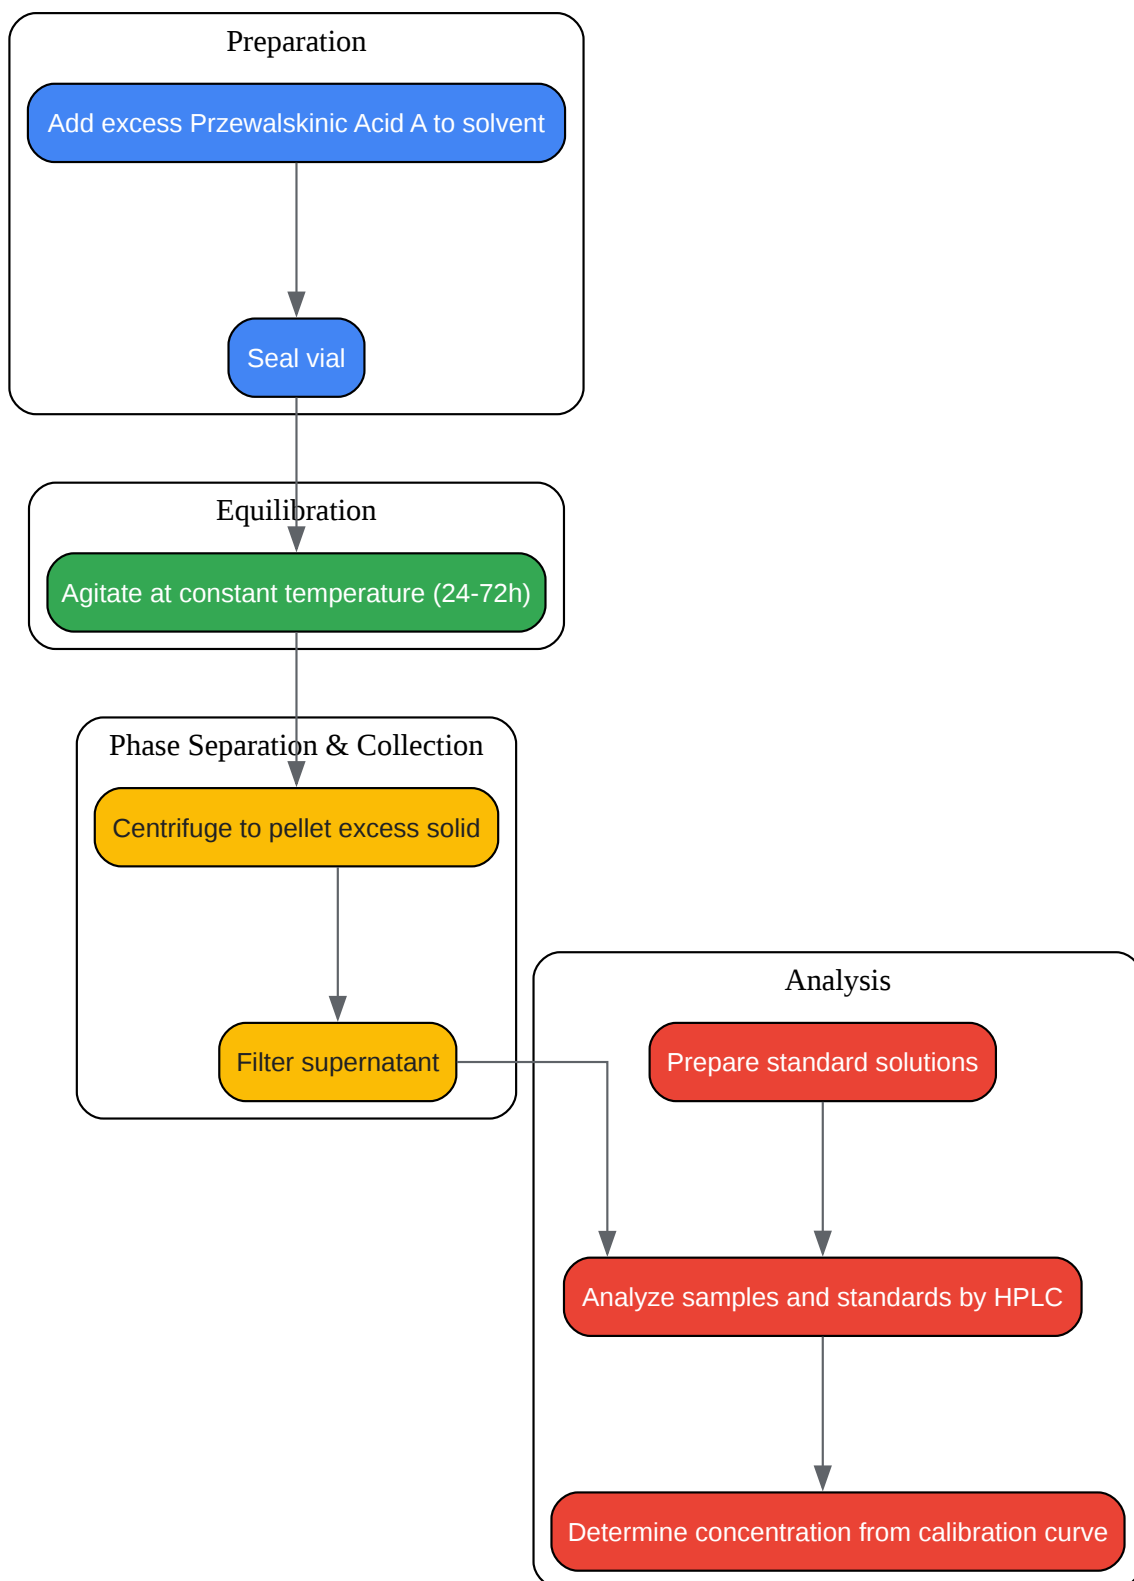 Preparation
Add excess Przewalskinic Acid A to solvent
Seal vial
Equilibration
Agitate at constant temperature (24-72h)
Phase Separation & Collection
Centrifuge to pellet excess solid
Filter supernatant
Analysis
Prepare standard solutions
Analyze samples and standards by HPLC
Determine concentration from calibration curve